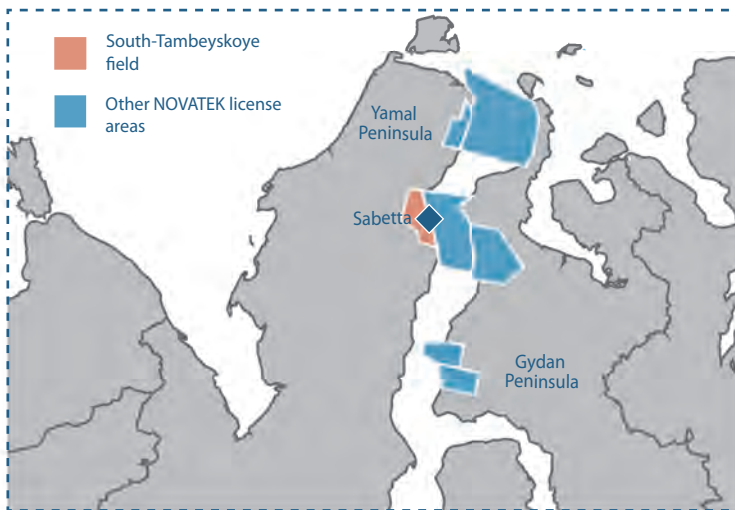 South-Tambeyskoye
field
Other NOVATEK license
areas
Yamal
Peninsula
Sabetta
Gydan
Peninsula